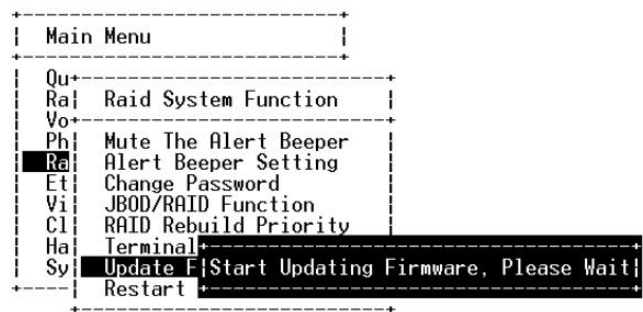 Main Menu
Qu
Ra Raid System Function
Vo
Ph Mute The Alert Beeper
Ra Alert Beeper Setting
Et Change Password
Vi JBOD/RAID Function
Cl RAID Rebuild Priority
Ha Terminal
Sy Update F Start Updating Firmware, Please Wait
Restart